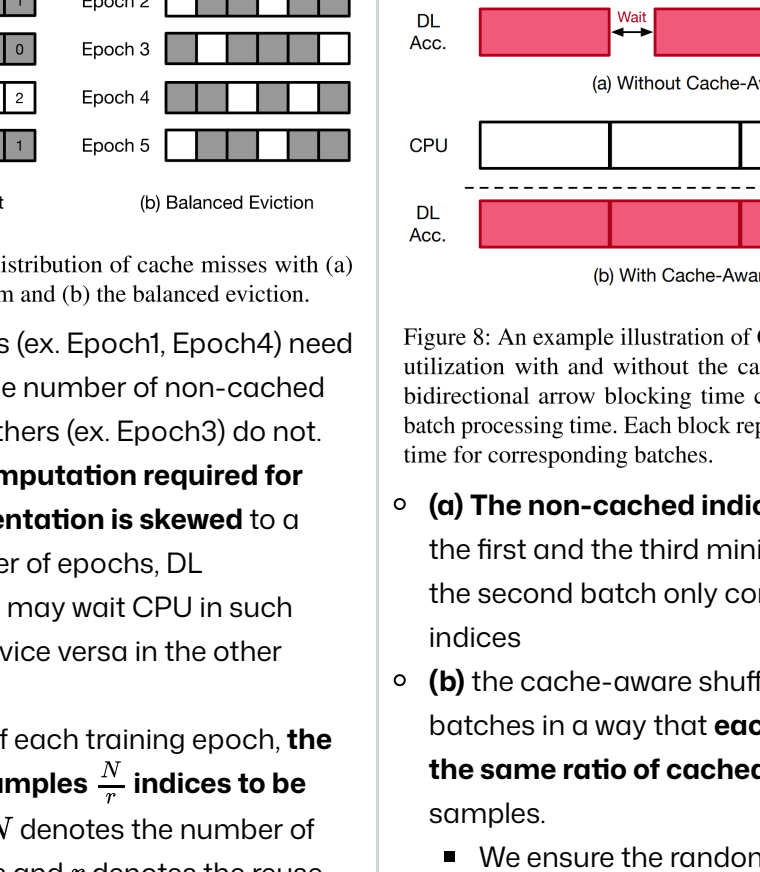 1
Epoch 2
0
Epoch 3
2
Epoch 4
1
Epoch 5
t
(b) Balanced Eviction
istribution of cache misses with (a)
m and (b) the balanced eviction.
s (ex. Epoch1, Epoch4) need
e number of non-cached
thers (ex. Epoch3) do not.
mputation required for
entation is skewed to a
er of epochs, DL
may wait CPU in such
vice versa in the other
f each training epoch, the
amples N/r indices to be
N denotes the number of
s and r denotes the reuse
DL
Acc.
Wait
(a) Without Cache-Aw
CPU
DL
Acc.
(b) With Cache-Awar
Figure 8: An example illustration of C
utilization with and without the ca
bidirectional arrow blocking time c
batch processing time. Each block rep
time for corresponding batches.
(a) The non-cached indic
the first and the third mini
the second batch only con
indices
(b) the cache-aware shuff
batches in a way that eac
the same ratio of cached
samples.
We ensure the random